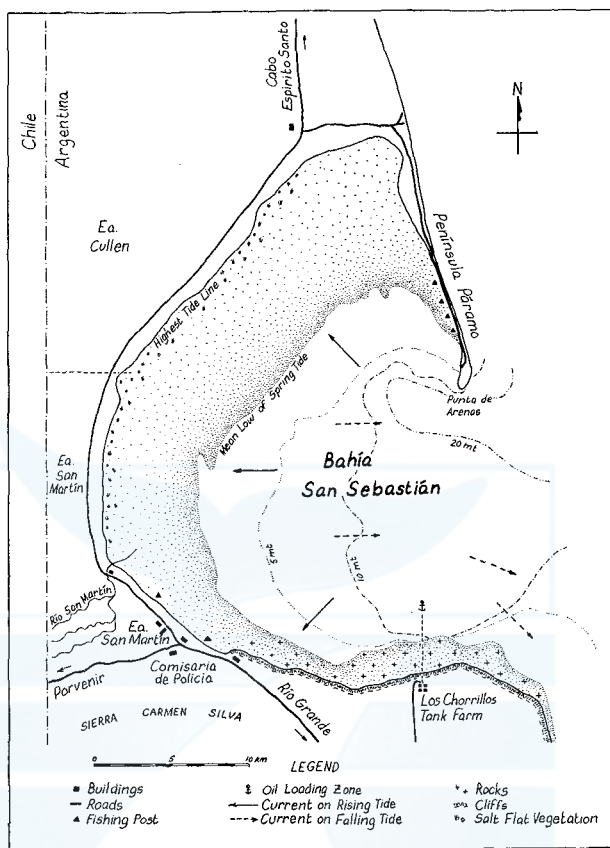 Cabo
Espíritu Santo
N
Chile
Argentina
Ea.
Cullen
Península Páramo
Highest Tide Line
Mean Low of Spring Tide
Punta de
Arenas
20 mt
Bahía
San Sebastián
Ea.
San
Martín
5 mt
10 mt
Río San Martín
Ea.
San Martín
Comisaria
de Policia
Porvenir
Río Grande
Los Chorrillos
Tank Farm
SIERRA CARMEN SILVA
0 5 10 km
LEGEND
Buildings
Roads
Fishing Post
Oil Loading Zone
Current on Rising Tide
Current on Falling Tide
Rocks
Cliffs
Salt Flat Vegetation